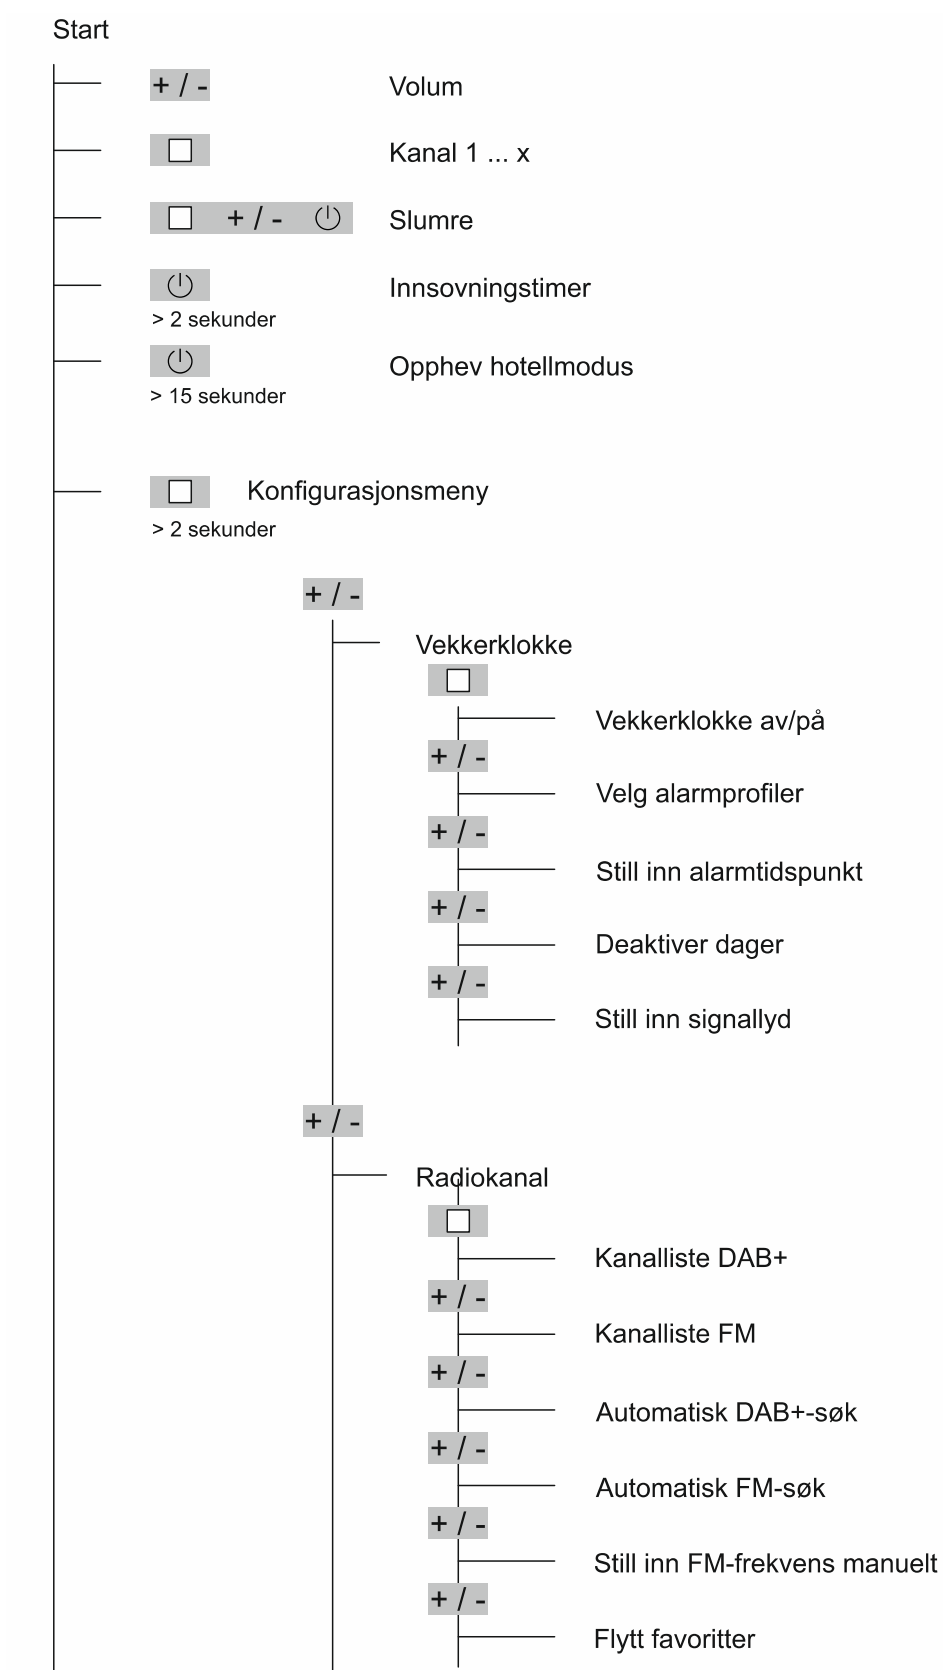 Start
+ / - Volum
Kanal 1 ... x
+ / - Slumre
Innsovningstimer
> 2 sekunder
Opphev hotellmodus
> 15 sekunder
Konfigurasjonsmeny
> 2 sekunder
+ / -
Vekkerklokke
Vekkerklokke av/på
+ / -
Velg alarmprofiler
+ / -
Still inn alarmtidspunkt
+ / -
Deaktiver dager
+ / -
Still inn signallyd
+ / -
Radiokanal
Kanalliste DAB+
+ / -
Kanalliste FM
+ / -
Automatisk DAB+-søk
+ / -
Automatisk FM-søk
+ / -
Still inn FM-frekvens manuelt
+ / -
Flytt favoritter